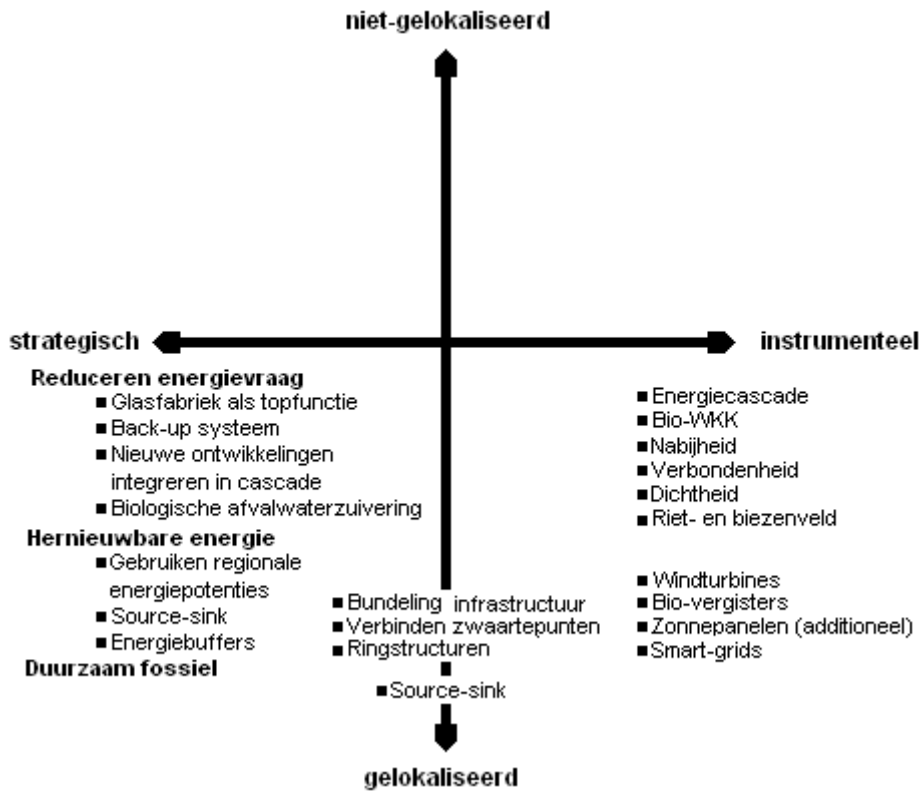 niet-gelokaliseerd
strategisch
instrumenteel
Reduceren energievraag
▪ Glasfabriek als topfunctie
▪ Back-up systeem
▪ Nieuwe ontwikkelingen
integreren in cascade
▪ Biologische afvalwaterzuivering
▪ Energiecascade
▪ Bio-WKK
▪ Nabijheid
▪ Verbondenheid
▪ Dichtheid
▪ Riet- en biezenveld
Hernieuwbare energie
▪ Gebruiken regionale
energiepotenties
▪ Source-sink
▪ Energiebuffers
▪ Bundeling infrastructuur
▪ Verbinden zwaartepunten
▪ Ringstructuren
▪ Windturbines
▪ Bio-vergisters
▪ Zonnepanelen (additioneel)
▪ Smart-grids
Duurzaam fossiel
▪ Source-sink
gelokaliseerd